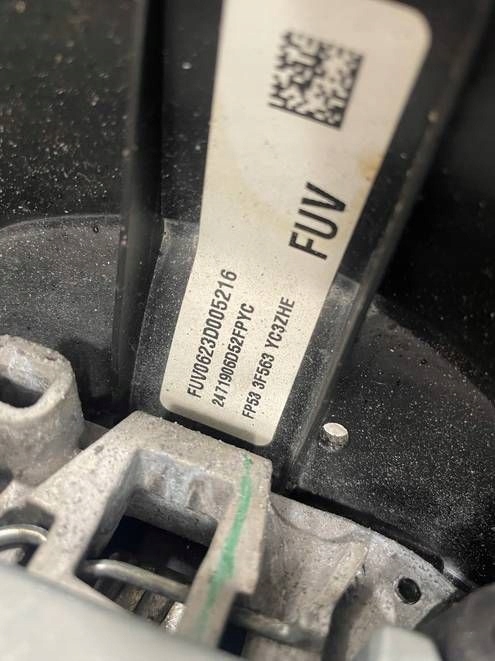 FUV
FUV0623D005216
2471906D52FPYC
FP53 3F563 YC3ZHE